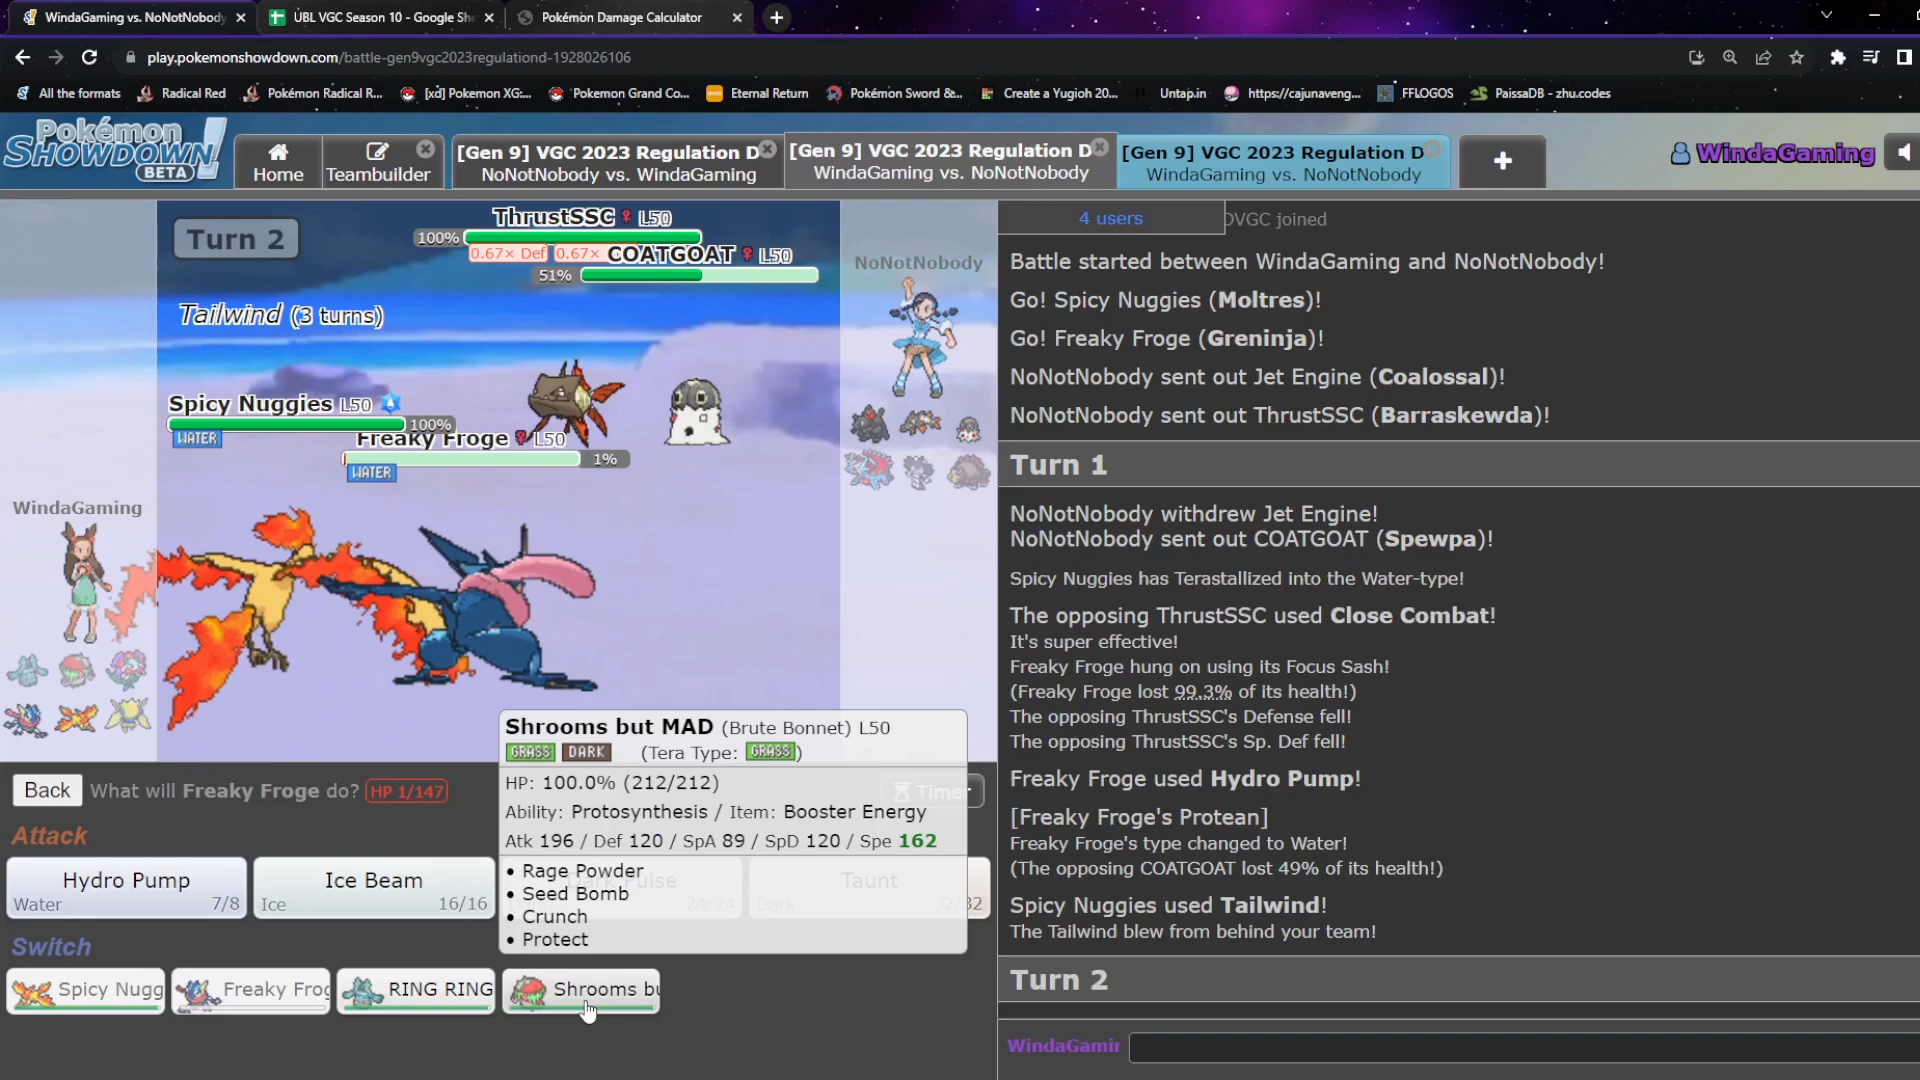 WindaGaming vs. NoNotNobody
UBL VGC Season 10 - Google She
Pokémon Damage Calculator
play.pokemonshowdown.com/battle-gen9vgc2023regulationd-1928026106
All the formats
Radical Red
Pokémon Radical R...
[xd] Pokemon XG:...
Pokemon Grand Co...
Eternal Return
Pokémon Sword &...
Create a Yugioh 20...
Untap.in
https://cajunaveng...
FFLOGOS
PaissaDB - zhu.codes
Pokémon
SHOWDOWN!
BETA
Home
Teambuilder
[Gen 9] VGC 2023 Regulation D
NoNotNobody vs. WindaGaming
[Gen 9] VGC 2023 Regulation D
WindaGaming vs. NoNotNobody
[Gen 9] VGC 2023 Regulation D
WindaGaming vs. NoNotNobody
WindaGaming
Turn 2
ThrustSSC L50
100%
0.67× Def 0.67×
COATGOAT L50
51%
Tailwind (3 turns)
NoNotNobody
Spicy Nuggies L50
100%
WATER
Freaky Froge L50
1%
WATER
WindaGaming
Shrooms but MAD (Brute Bonnet) L50
GRASS DARK (Tera Type: GRASS)
HP: 100.0% (212/212)
Ability: Protosynthesis / Item: Booster Energy
Atk 196 / Def 120 / SpA 89 / SpD 120 / Spe 162
• Rage Powder
• Seed Bomb
• Crunch
• Protect
Back
What will Freaky Froge do? HP 1/147
Timer
Attack
Hydro Pump
Water 7/8
Ice Beam
Ice 16/16
Dark Pulse
24/24
Taunt
Dark 32/32
Switch
Spicy Nugg
Freaky Frog
RING RING
Shrooms bu
4 users
OVGC joined
Battle started between WindaGaming and NoNotNobody!
Go! Spicy Nuggies (Moltres)!
Go! Freaky Froge (Greninja)!
NoNotNobody sent out Jet Engine (Coalossal)!
NoNotNobody sent out ThrustSSC (Barraskewda)!
Turn 1
NoNotNobody withdrew Jet Engine!
NoNotNobody sent out COATGOAT (Spewpa)!
Spicy Nuggies has Terastallized into the Water-type!
The opposing ThrustSSC used Close Combat!
It's super effective!
Freaky Froge hung on using its Focus Sash!
(Freaky Froge lost 99.3% of its health!)
The opposing ThrustSSC's Defense fell!
The opposing ThrustSSC's Sp. Def fell!
Freaky Froge used Hydro Pump!
[Freaky Froge's Protean]
Freaky Froge's type changed to Water!
(The opposing COATGOAT lost 49% of its health!)
Spicy Nuggies used Tailwind!
The Tailwind blew from behind your team!
Turn 2
WindaGamin